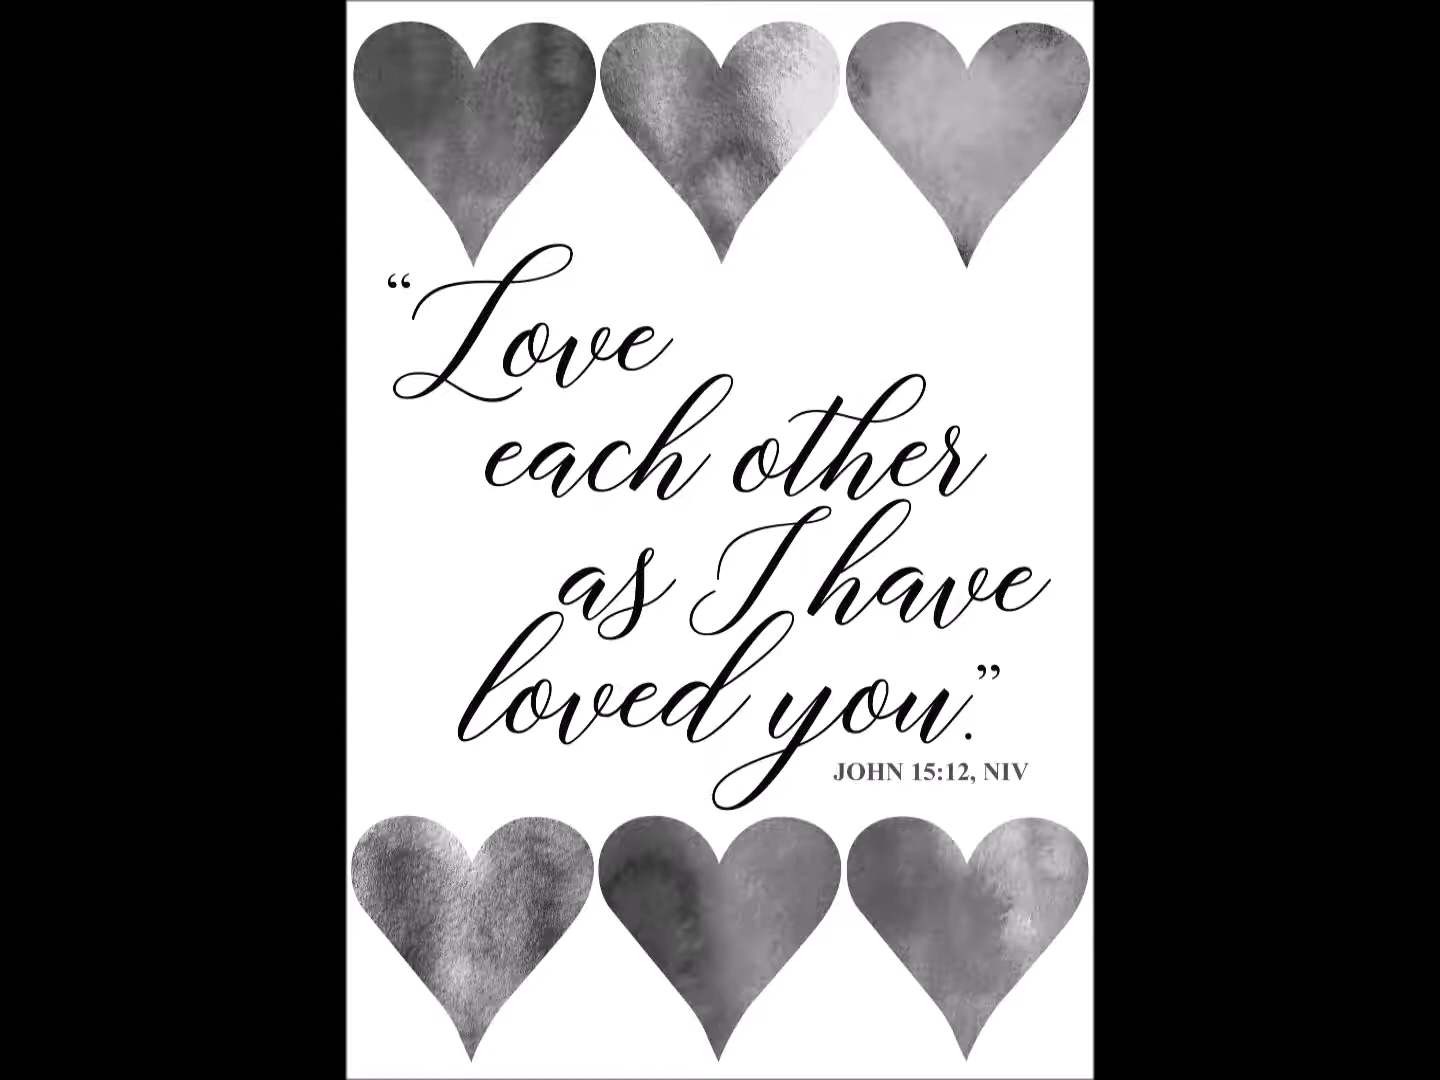 “Love
each other
as I have
loved you.”
JOHN 15:12, NIV